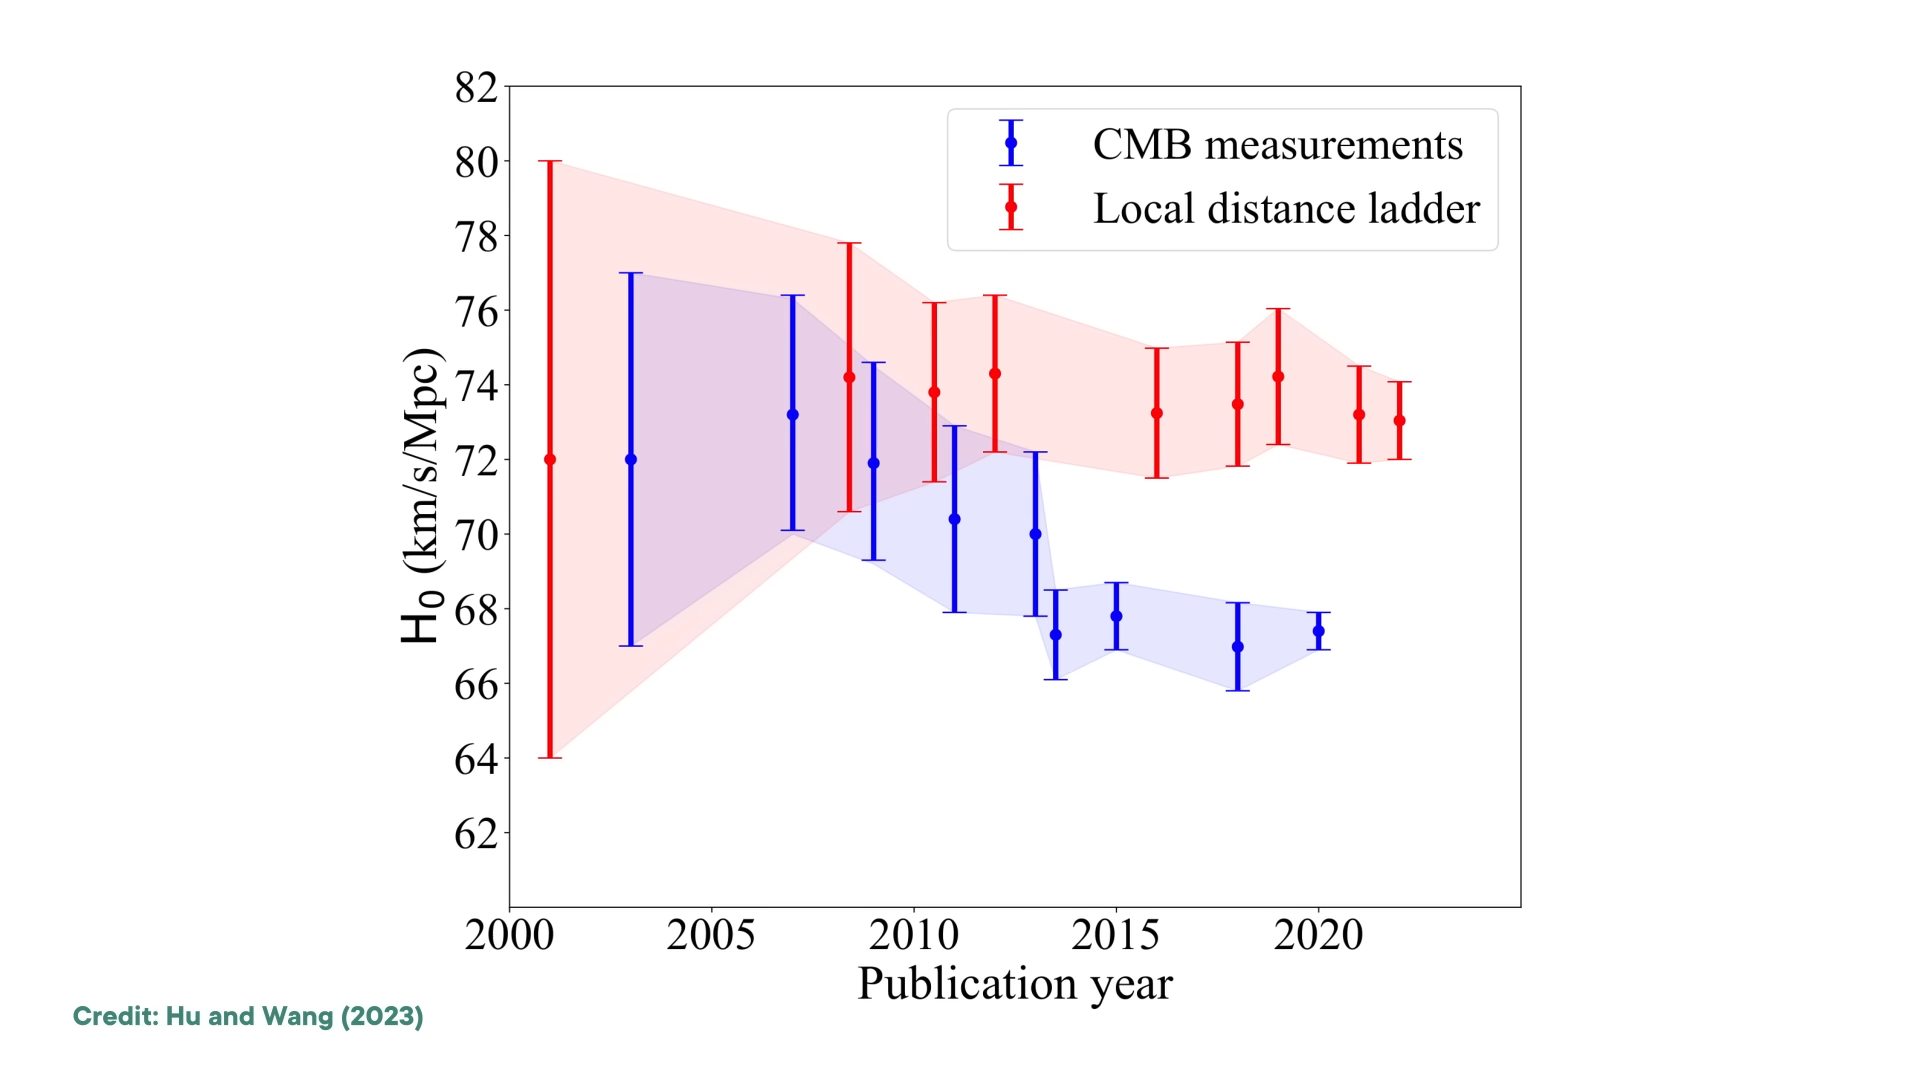 82
80
78
76
74
72
70
68
66
64
62
H0 (km/s/Mpc)
CMB measurements
Local distance ladder
2000 2005 2010 2015 2020
Publication year
Credit: Hu and Wang (2023)